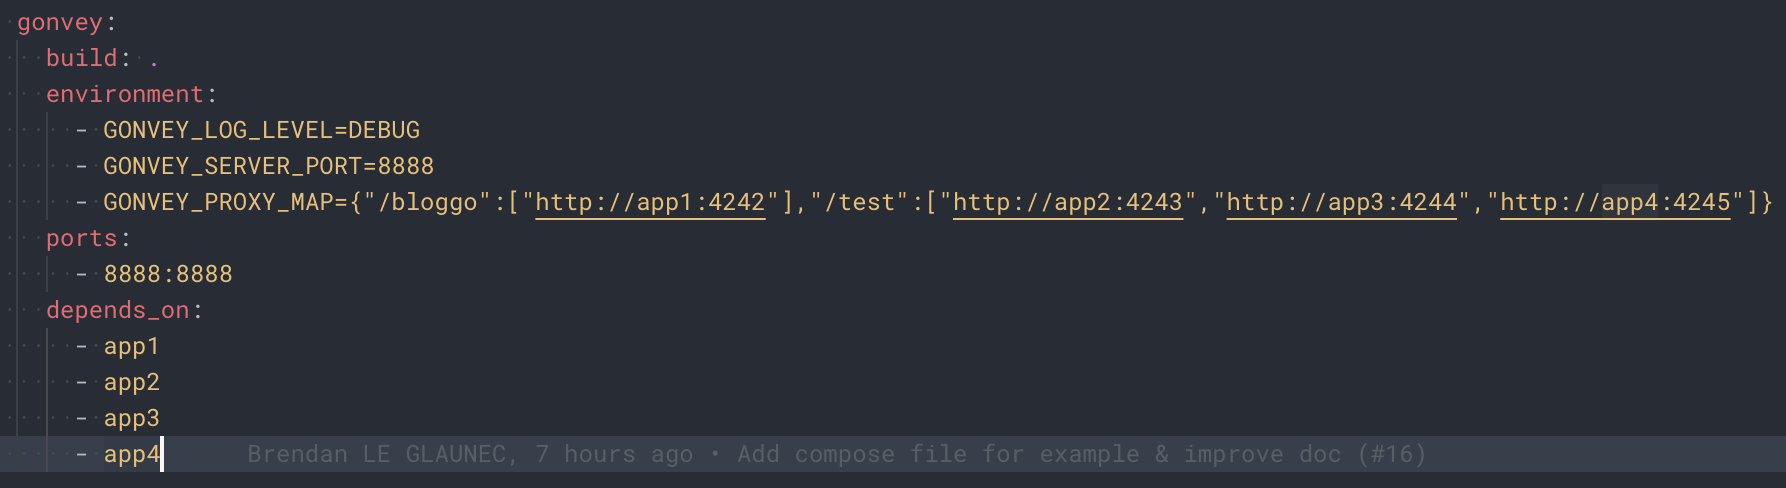 gonvey:
build: .
environment:
- GONVEY_LOG_LEVEL=DEBUG
- GONVEY_SERVER_PORT=8888
- GONVEY_PROXY_MAP={"/bloggo":["http://app1:4242"],"/test":["http://app2:4243","http://app3:4244","http://app4:4245"]}
ports:
- 8888:8888
depends_on:
- app1
- app2
- app3
- app4 Brendan LE GLAUNEC, 7 hours ago • Add compose file for example & improve doc (#16)